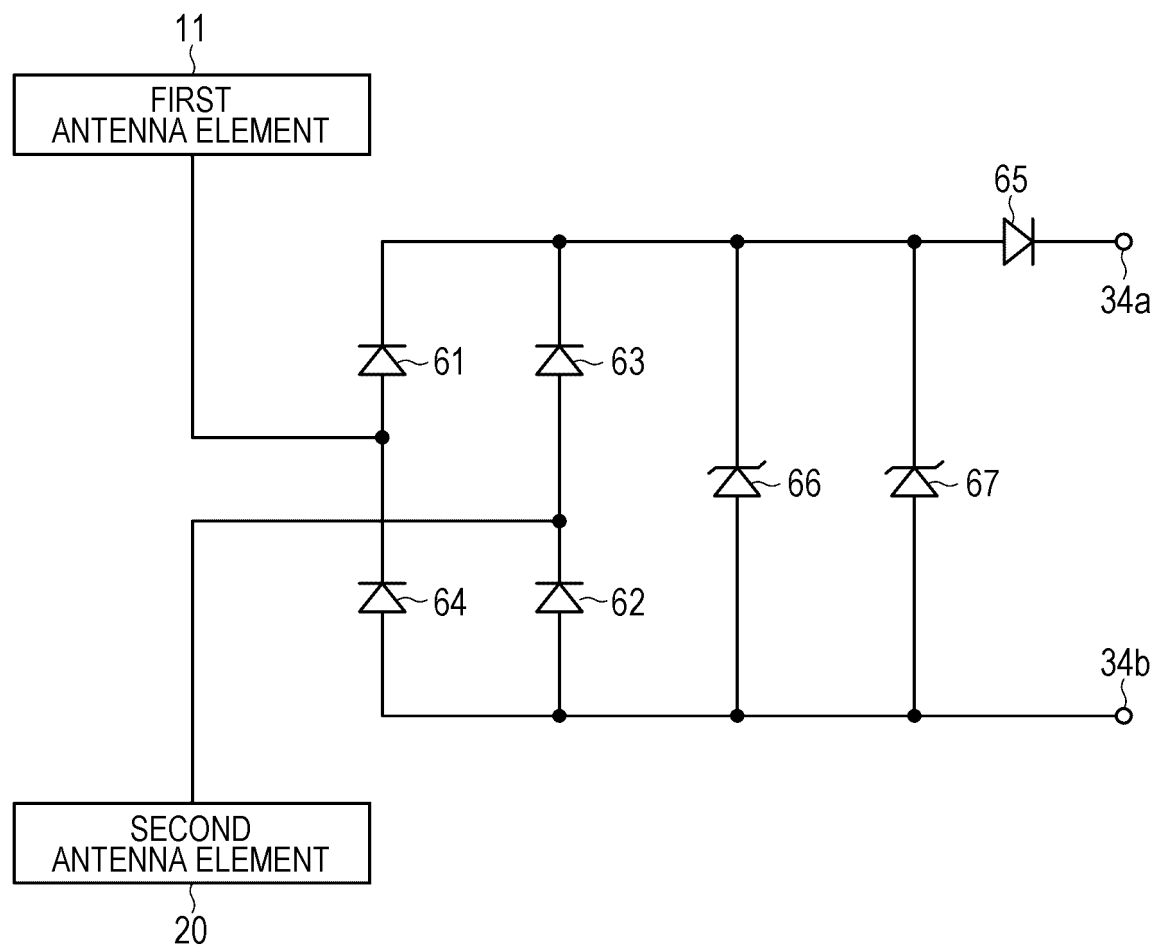 11
FIRST
ANTENNA ELEMENT
65
34a
61
63
66
67
64
62
34b
SECOND
ANTENNA ELEMENT
20